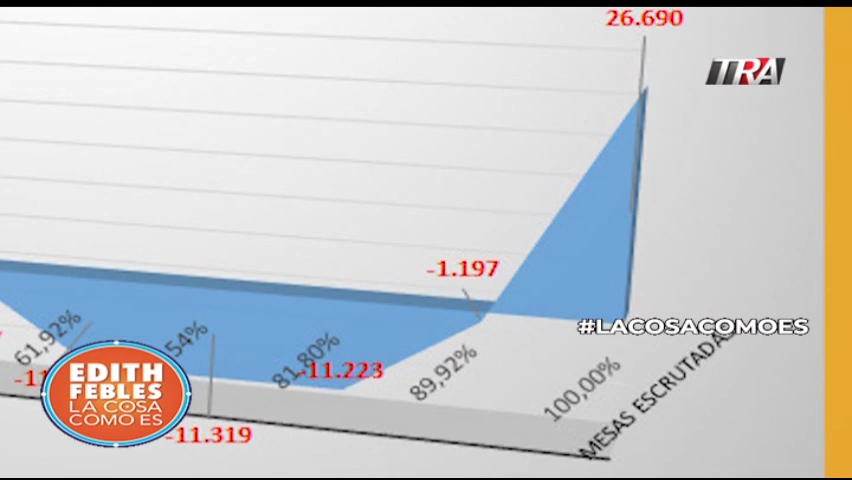 26.690
TRA
-1.197
#LACOSACOMOES
61,92%
54%
81,80%
89,92%
100,00%
MESAS ESCRUTADAS
-11.223
-11.319
EDITH
FEBLES
LA COSA
COMO ES